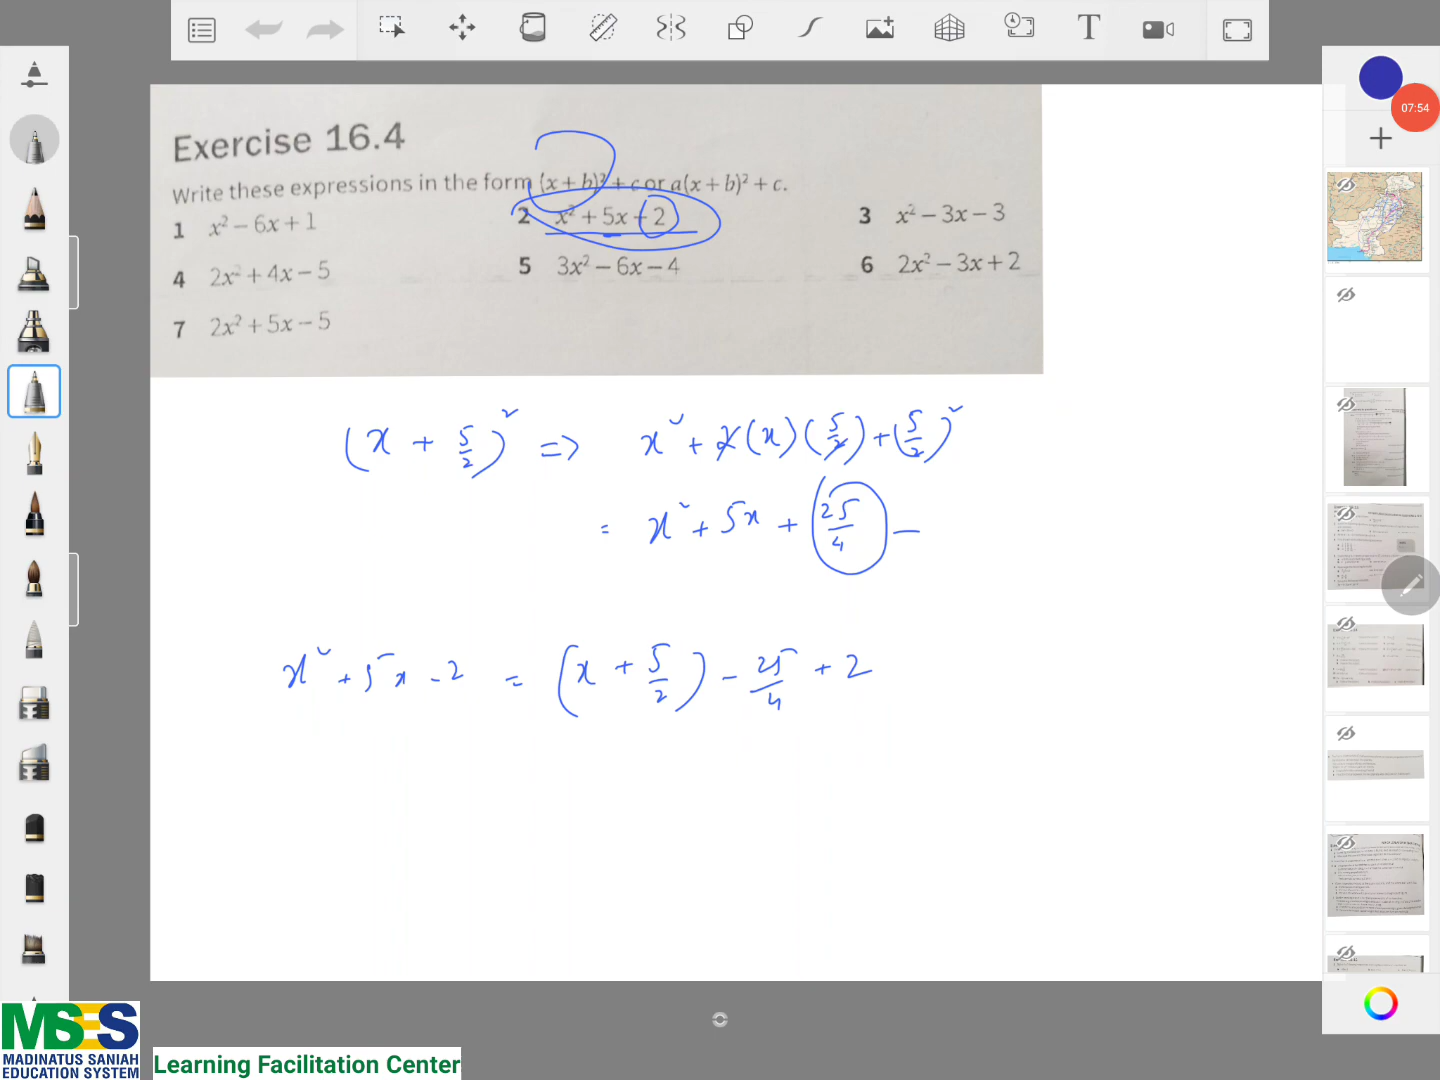 07:54
Exercise 16.4
Write these expressions in the form (x + b)² + c or a(x + b)² + c.
1 x² − 6x + 1
2 x² + 5x + 2
3 x² − 3x − 3
4 2x² + 4x − 5
5 3x² − 6x − 4
6 2x² − 3x + 2
7 2x² + 5x − 5
(x + 5/2)² => x² + 2(x)(5/2) + (5/2)²
= x² + 5x + 25/4 −
x² + 5x - 2 = (x + 5/2) − 25/4 + 2
MSES
MADINATUS SANIAH
EDUCATION SYSTEM
Learning Facilitation Center